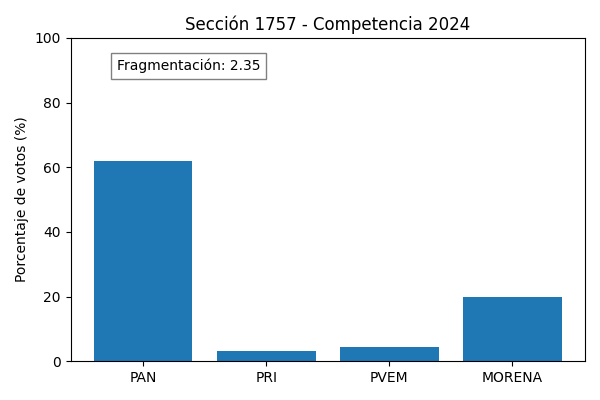 Sección 1757 - Competencia 2024
Fragmentación: 2.35
Porcentaje de votos (%)
100
80
60
40
20
0
PAN PRI PVEM MORENA